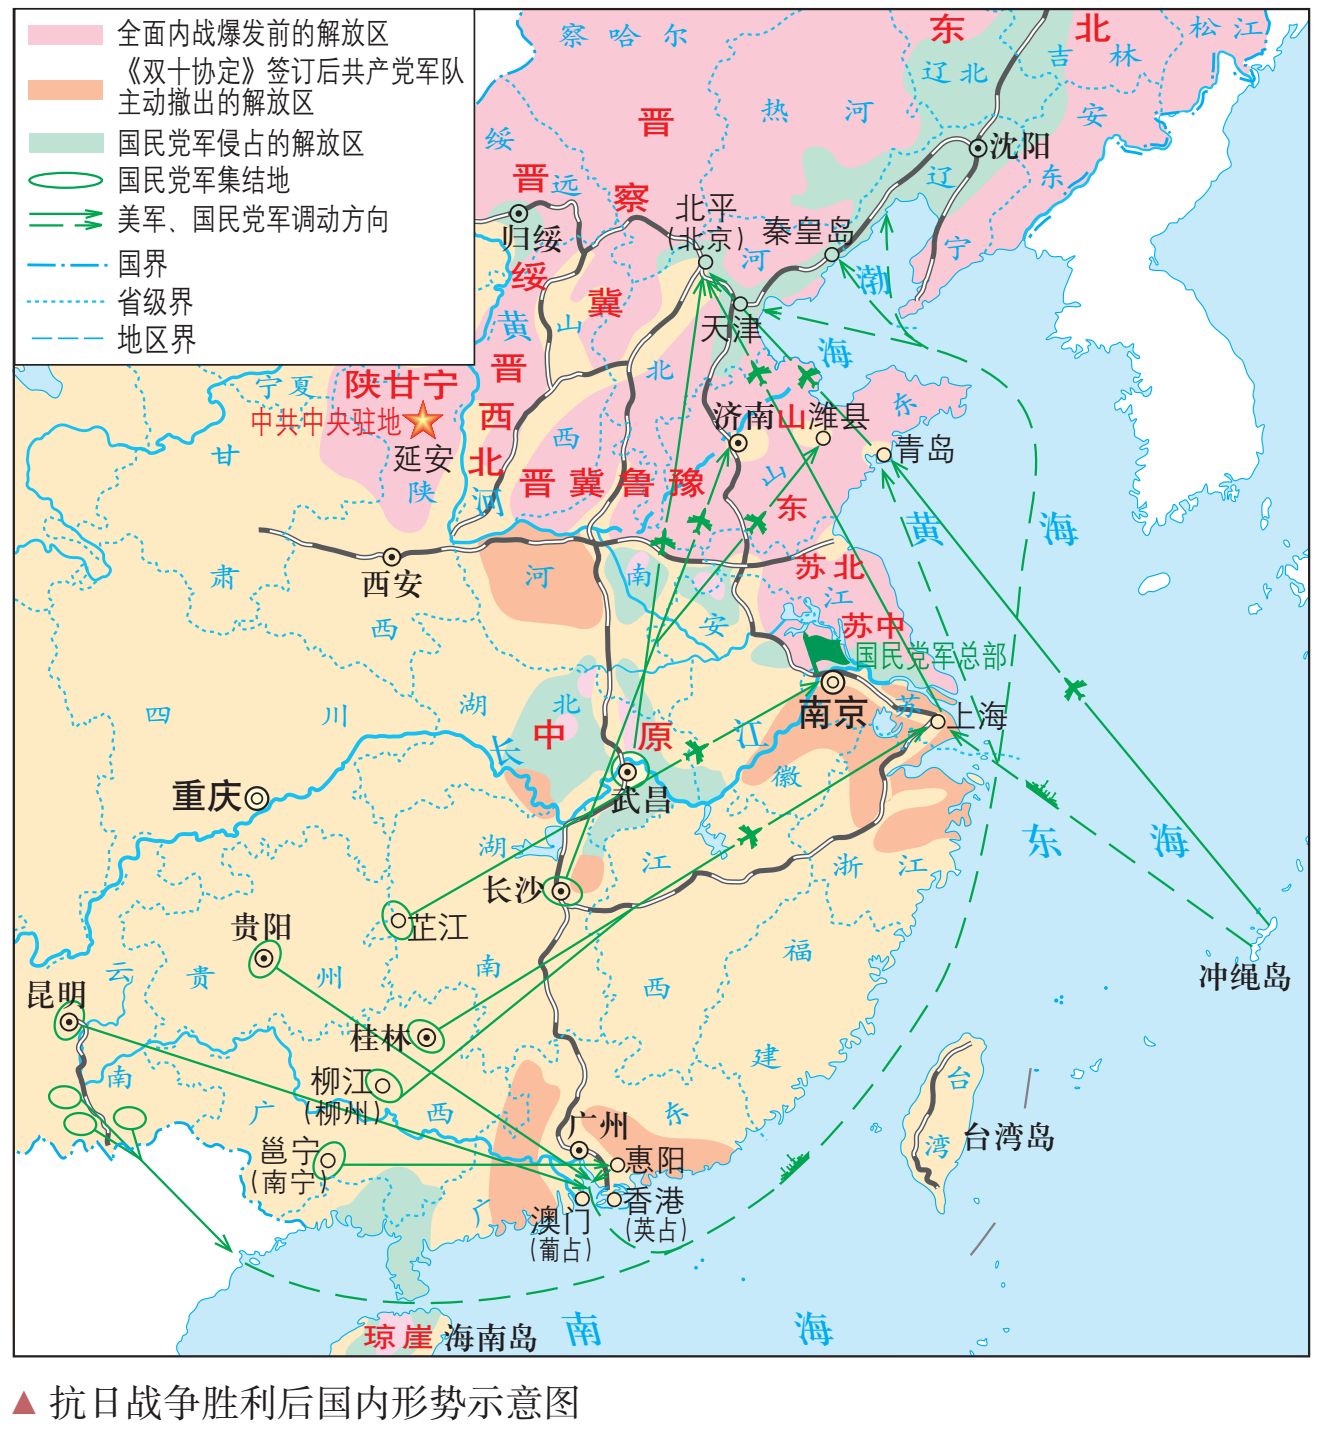 全面内战爆发前的解放区
《双十协定》签订后共产党军队
主动撤出的解放区
国民党军侵占的解放区
国民党军集结地
美军、国民党军调动方向
国界
省级界
地区界
察哈尔
东北
松江
吉林
辽北
热河
安东
晋察冀
绥远
沈阳
辽宁
晋绥
归绥
北平
(北京)
秦皇岛
河北
渤海
天津
黄河
山西
宁夏
陕甘宁
中共中央驻地
延安
晋西北
济南
山东
潍县
山东
青岛
甘肃
陕西
晋冀鲁豫
黄海
西安
河南
苏北
江苏
苏中
安徽
国民党军总部
四川
湖北
中原
长江
南京
上海
重庆
武昌
东海
湖南
江西
浙江
长沙
芷江
贵阳
云南
贵州
福建
昆明
冲绳岛
桂林
柳江
(柳州)
广西
广东
台湾
台湾岛
广州
邕宁
(南宁)
惠阳
澳门
(葡占)
香港
(英占)
琼崖
海南岛
南海
▲抗日战争胜利后国内形势示意图